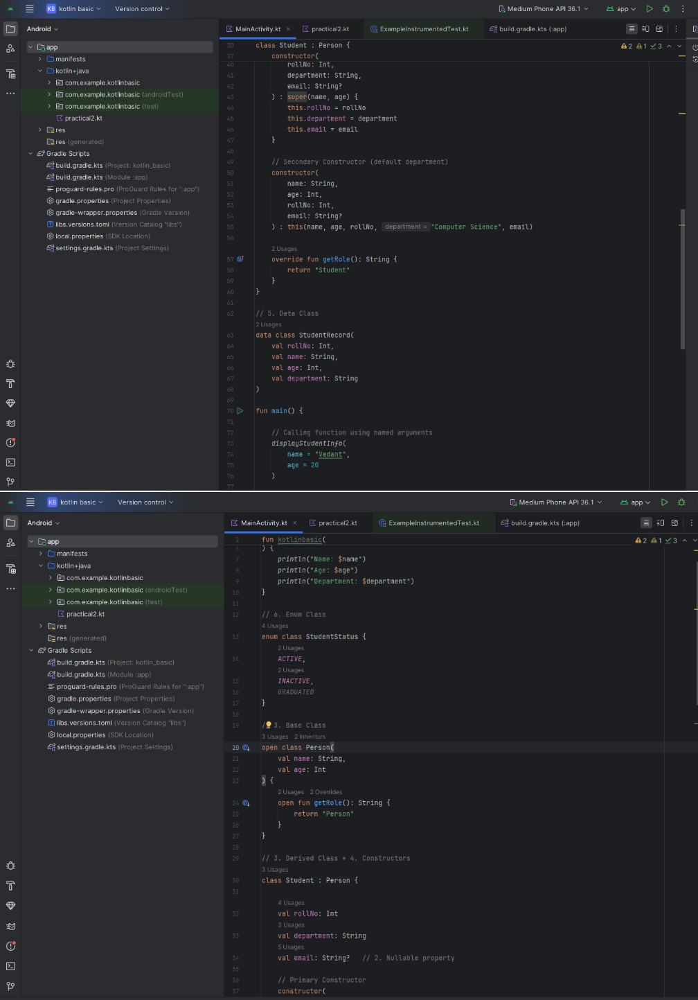 KB kotlin basic Version control Medium Phone API 36.1 app
Android MainActivity.kt practical2.kt ExampleInstrumentedTest.kt build.gradle.kts (:app)
app
manifests
kotlin+java
com.example.kotlinbasic
com.example.kotlinbasic (androidTest)
com.example.kotlinbasic (test)
practical2.kt
res
res (generated)
Gradle Scripts
build.gradle.kts (Project: kotlin_basic)
build.gradle.kts (Module :app)
proguard-rules.pro (ProGuard Rules for ":app")
gradle.properties (Project Properties)
gradle-wrapper.properties (Gradle Version)
libs.versions.toml (Version Catalog "libs")
local.properties (SDK Location)
settings.gradle.kts (Project Settings)
30 class Student : Person { 2 1 3
37 constructor(
40 rollNo: Int,
41 department: String,
42 email: String?
43 ) : super(name, age) {
44 this.rollNo = rollNo
45 this.department = department
46 this.email = email
47 }
48
49 // Secondary Constructor (default department)
50 constructor(
51 name: String,
52 age: Int,
53 rollNo: Int,
54 email: String?
55 ) : this(name, age, rollNo, department = "Computer Science", email)
56
2 Usages
57 override fun getRole(): String {
58 return "Student"
59 }
60 }
61
62 // 5. Data Class
2 Usages
63 data class StudentRecord(
64 val rollNo: Int,
65 val name: String,
66 val age: Int,
67 val department: String
68 )
69
70 fun main() {
71
72 // Calling function using named arguments
73 displayStudentInfo(
74 name = "Vedant",
75 age = 20
76 )
77
KB kotlin basic Version control Medium Phone API 36.1 app
Android MainActivity.kt practical2.kt ExampleInstrumentedTest.kt build.gradle.kts (:app)
app
manifests
kotlin+java
com.example.kotlinbasic
com.example.kotlinbasic (androidTest)
com.example.kotlinbasic (test)
practical2.kt
res
res (generated)
Gradle Scripts
build.gradle.kts (Project: kotlin_basic)
build.gradle.kts (Module :app)
proguard-rules.pro (ProGuard Rules for ":app")
gradle.properties (Project Properties)
gradle-wrapper.properties (Gradle Version)
libs.versions.toml (Version Catalog "libs")
local.properties (SDK Location)
settings.gradle.kts (Project Settings)
2 fun kotlinbasic( 2 1 3
6 ) {
7 println("Name: $name")
8 println("Age: $age")
9 println("Department: $department")
10 }
11
12 // 6. Enum Class
4 Usages
13 enum class StudentStatus {
2 Usages
14 ACTIVE,
2 Usages
15 INACTIVE,
16 GRADUATED
17 }
18
19 / 3. Base Class
3 Usages 2 Inheritors
20 open class Person(
21 val name: String,
22 val age: Int
23 ) {
2 Usages 2 Overrides
24 open fun getRole(): String {
25 return "Person"
26 }
27 }
28
29 // 3. Derived Class + 4. Constructors
3 Usages
30 class Student : Person {
31
4 Usages
32 val rollNo: Int
3 Usages
33 val department: String
5 Usages
34 val email: String? // 2. Nullable property
35
36 // Primary Constructor
37 constructor(